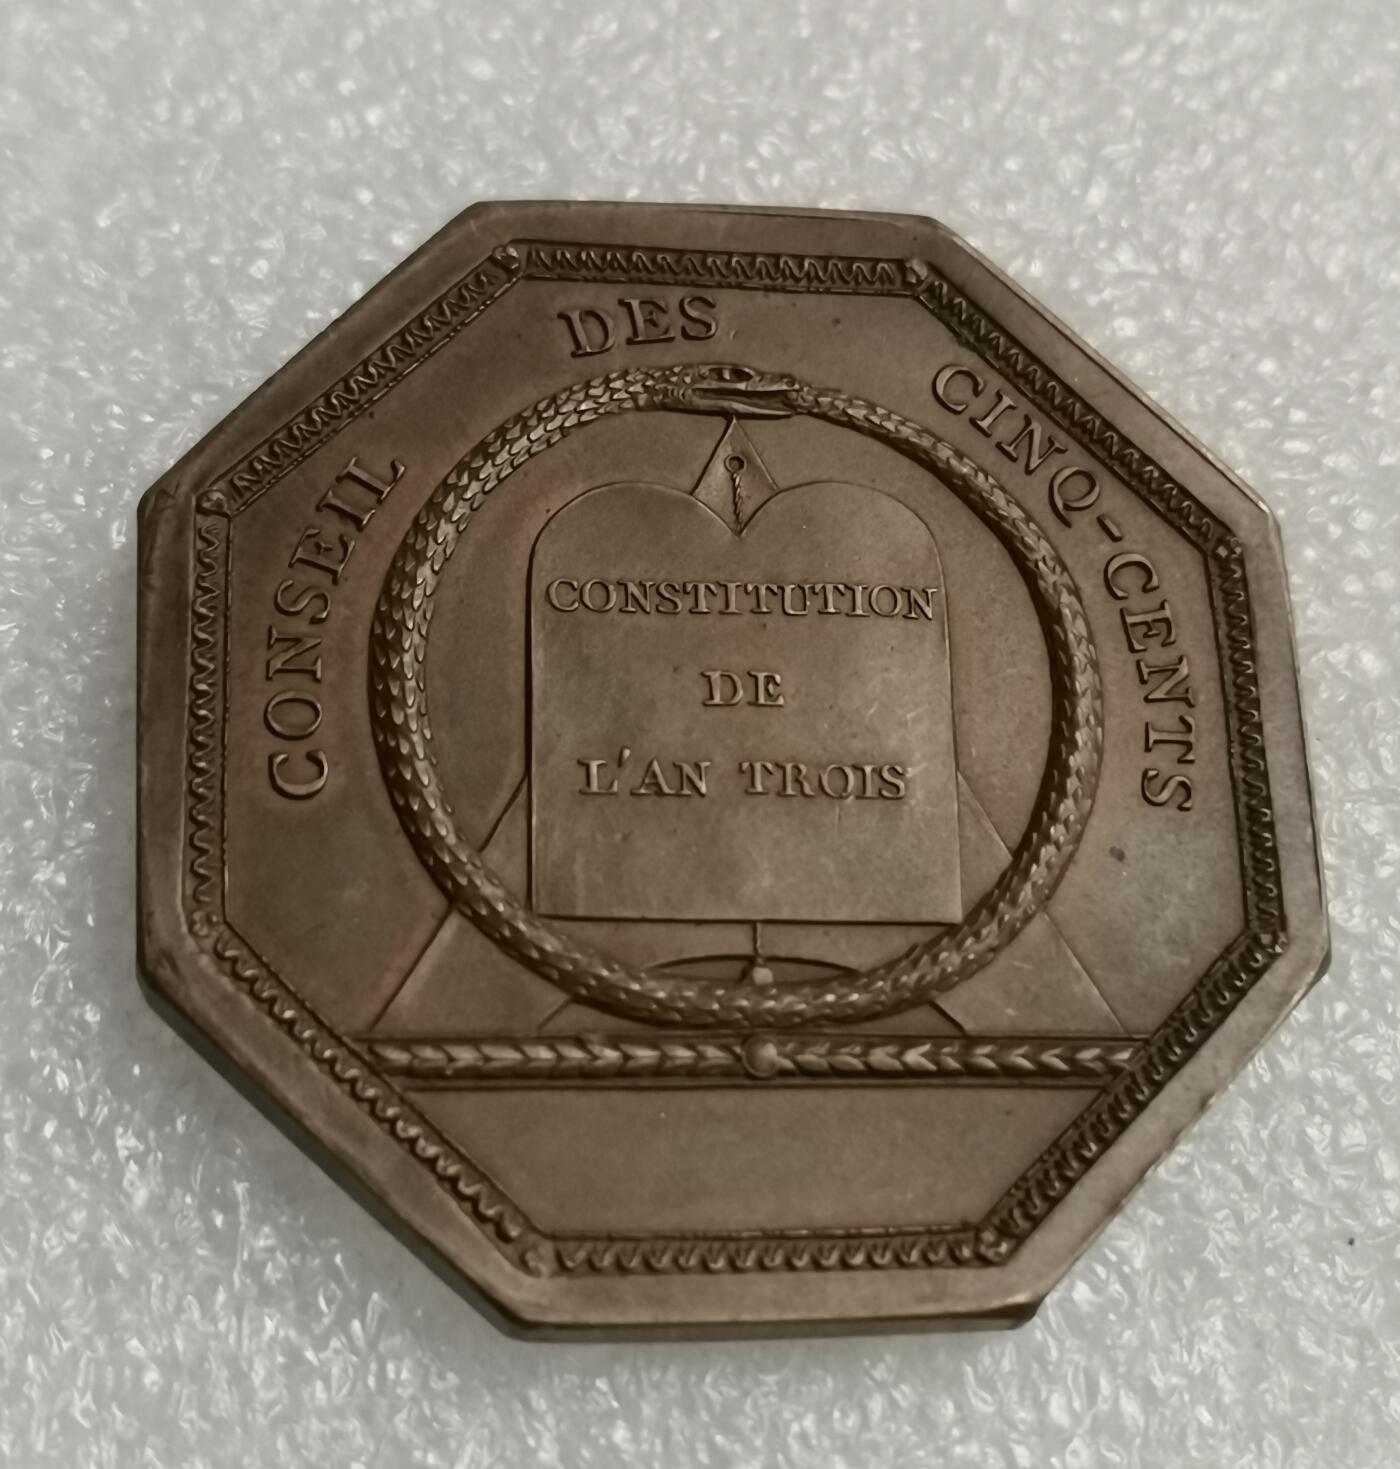 CONSEIL DES CINQ-CENTS
CONSTITUTION
DE
L'AN TROIS